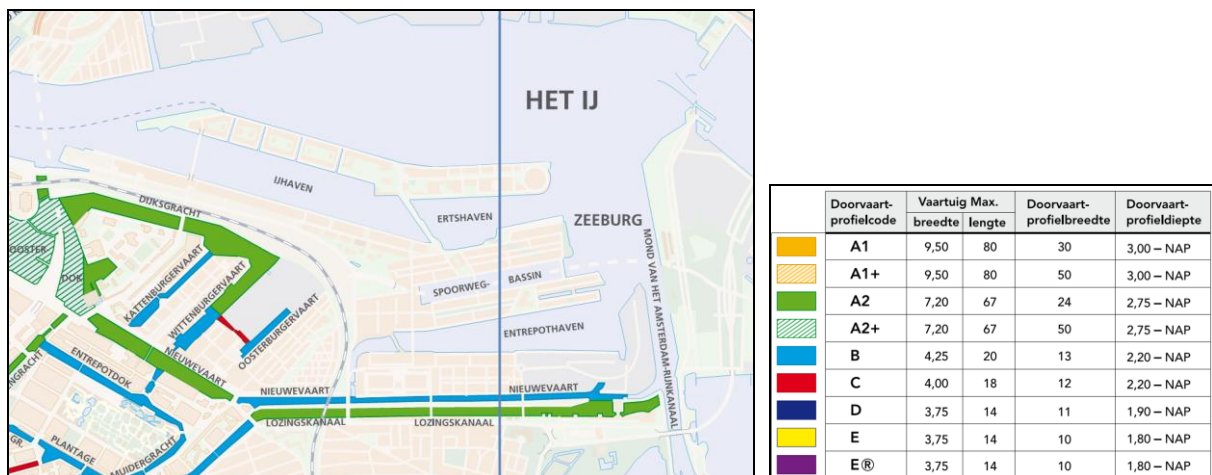 HET IJ
IJHAVEN
DIJKSGRACHT
ERTSHAVEN
ZEEBURG
OOSTER-
DOK
KATTENBURGERVAART
WITTENBURGERVAART
OOSTERBURGERVAART
SPOORWEG-
BASSIN
MOND VAN HET AMSTERDAM-RIJNKANAAL
ENTREPOTHAVEN
ENTREPOTDOK
NIEUWEVAART
NIEUWEVAART
NIEUWEVAART
LOZINGSKANAAL
LOZINGSKANAAL
NGRACHT
GR.
PLANTAGE
MUIDERGRACHT
Doorvaart-profielcode Vaartuig Max. breedte lengte Doorvaart-profielbreedte Doorvaart-profieldiepte
A1 9,50 80 30 3,00 – NAP
A1+ 9,50 80 50 3,00 – NAP
A2 7,20 67 24 2,75 – NAP
A2+ 7,20 67 50 2,75 – NAP
B 4,25 20 13 2,20 – NAP
C 4,00 18 12 2,20 – NAP
D 3,75 14 11 1,90 – NAP
E 3,75 14 10 1,80 – NAP
E® 3,75 14 10 1,80 – NAP